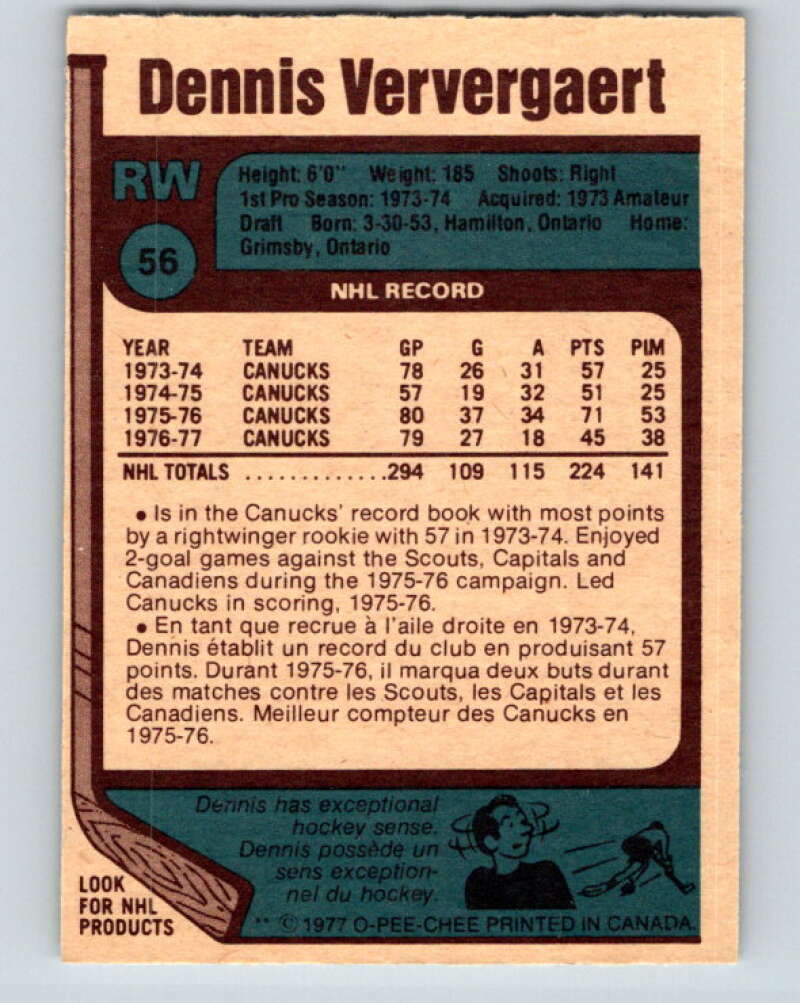 Dennis Ververgaert
RW
56
Height: 6'0" Weight: 185 Shoots: Right
1st Pro Season: 1973-74 Acquired: 1973 Amateur
Draft Born: 3-30-53, Hamilton, Ontario Home:
Grimsby, Ontario
NHL RECORD
YEAR TEAM GP G A PTS PIM
1973-74 CANUCKS 78 26 31 57 25
1974-75 CANUCKS 57 19 32 51 25
1975-76 CANUCKS 80 37 34 71 53
1976-77 CANUCKS 79 27 18 45 38
NHL TOTALS .............294 109 115 224 141
• Is in the Canucks' record book with most points
by a rightwinger rookie with 57 in 1973-74. Enjoyed
2-goal games against the Scouts, Capitals and
Canadiens during the 1975-76 campaign. Led
Canucks in scoring, 1975-76.
• En tant que recrue à l'aile droite en 1973-74,
Dennis établit un record du club en produisant 57
points. Durant 1975-76, il marqua deux buts durant
des matches contre les Scouts, les Capitals et les
Canadiens. Meilleur compteur des Canucks en
1975-76.
Dennis has exceptional
hockey sense.
Dennis possède un
sens exception-
nel du hockey.
LOOK
FOR NHL
PRODUCTS
** © 1977 O-PEE-CHEE PRINTED IN CANADA.